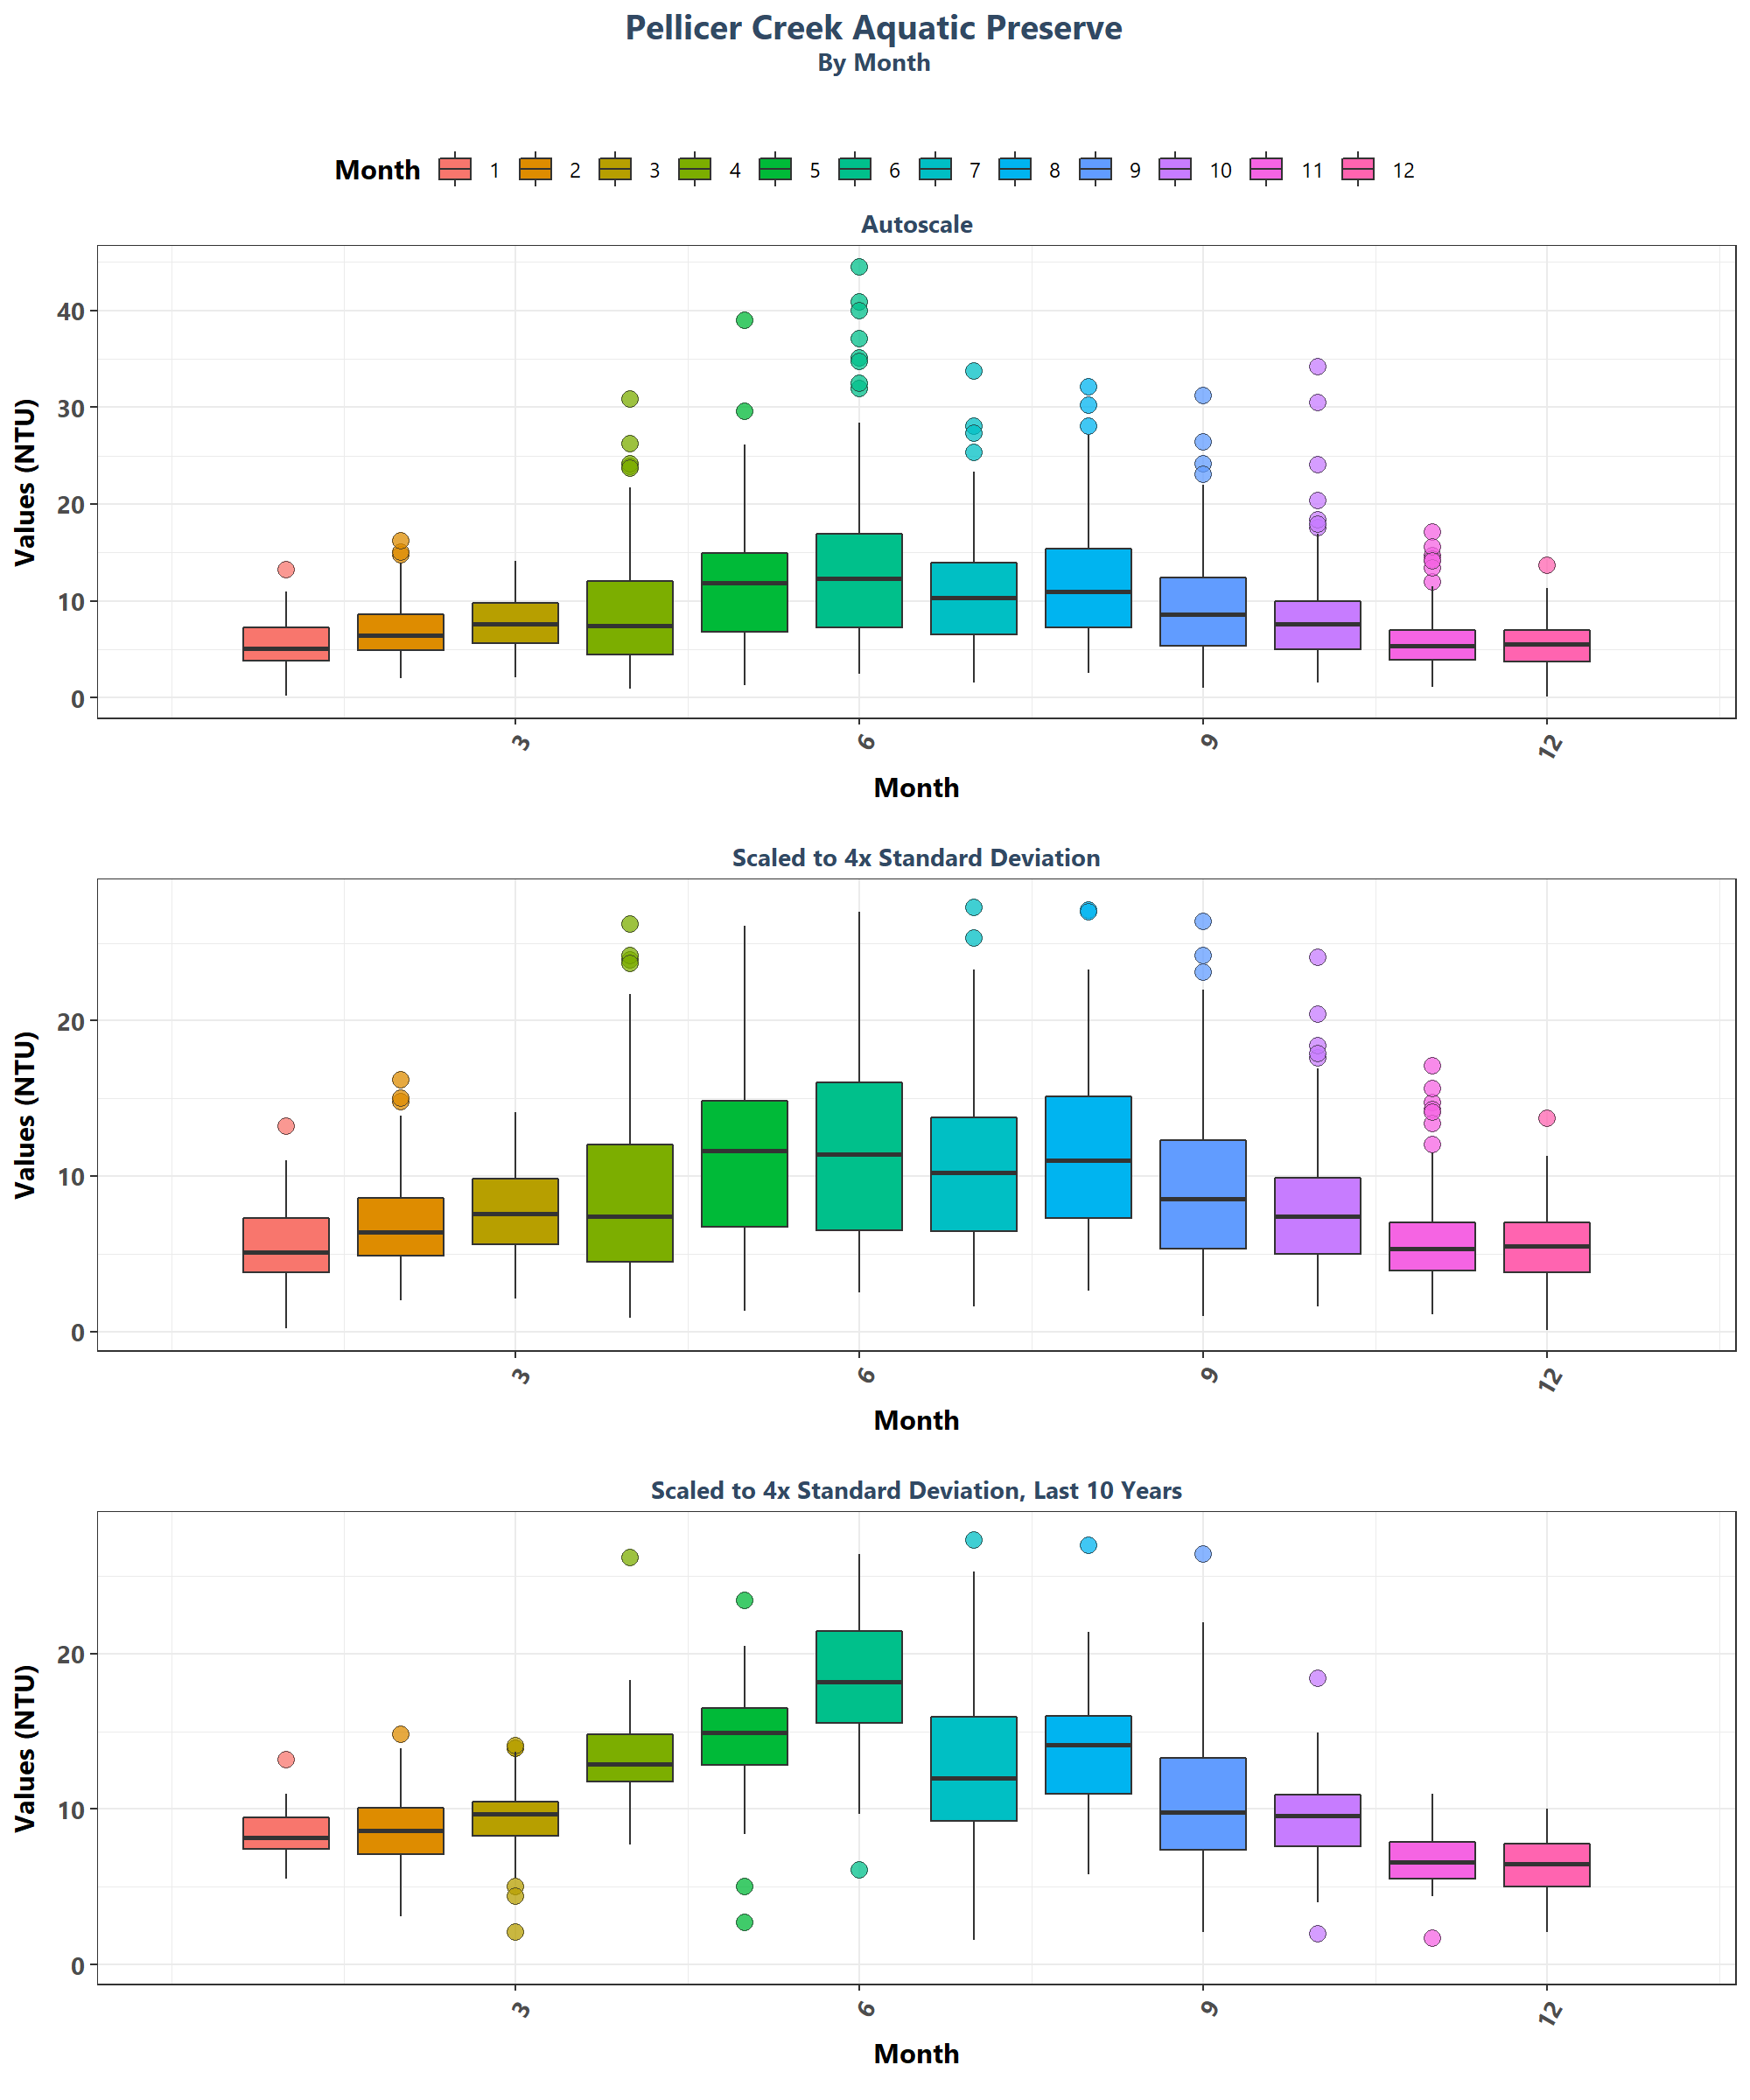 Pellicer Creek Aquatic Preserve
By Month
Month 1 2 3 4 5 6 7 8 9 10 11 12
Autoscale
Values (NTU)
40
30
20
10
0
3 6 9 12
Month
Scaled to 4x Standard Deviation
Values (NTU)
20
10
0
3 6 9 12
Month
Scaled to 4x Standard Deviation, Last 10 Years
Values (NTU)
20
10
0
3 6 9 12
Month